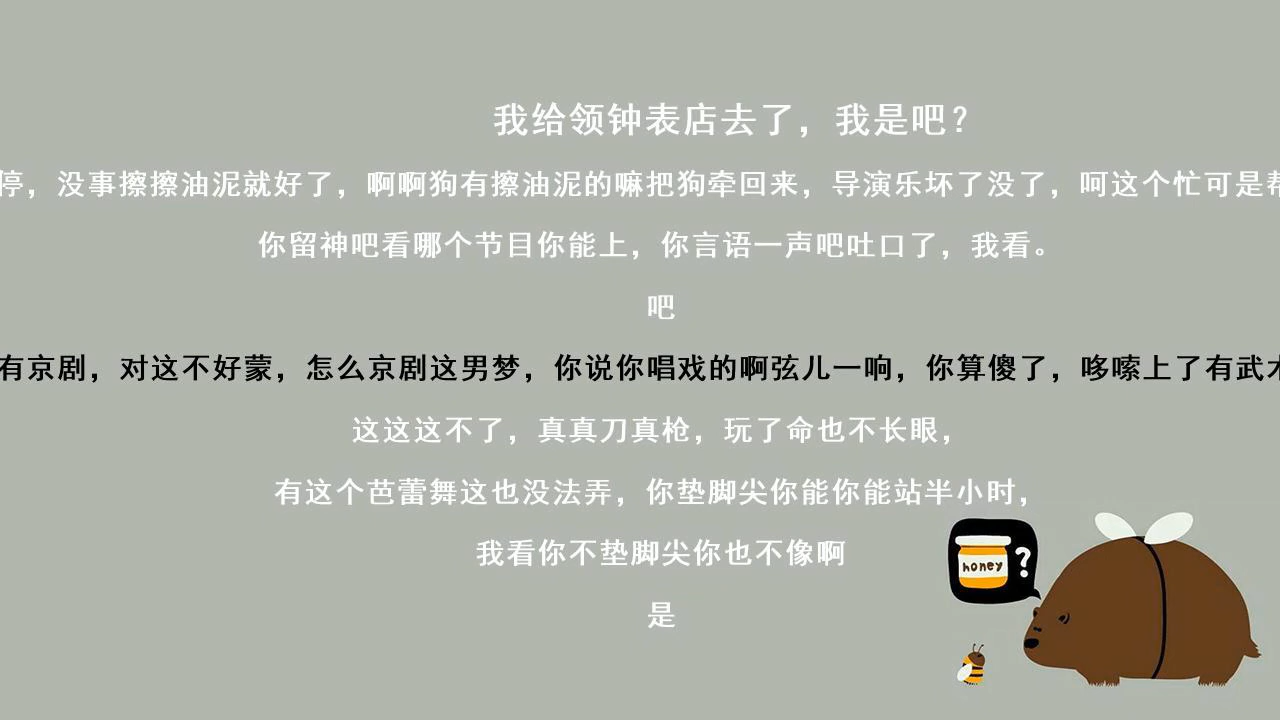 我给领钟表店去了，我是吧？
停，没事擦擦油泥就好了，啊啊狗有擦油泥的嘛把狗牵回来，导演乐坏了没了，呵这个忙可是帮
你留神吧看哪个节目你能上，你言语一声吧吐口了，我看。
吧
有京剧，对这不好蒙，怎么京剧这男梦，你说你唱戏的啊弦儿一响，你算傻了，哆嗦上了有武术
这这这不了，真真刀真枪，玩了命也不长眼，
有这个芭蕾舞这也没法弄，你垫脚尖你能你能站半小时，
我看你不垫脚尖你也不像啊
是
honey
?